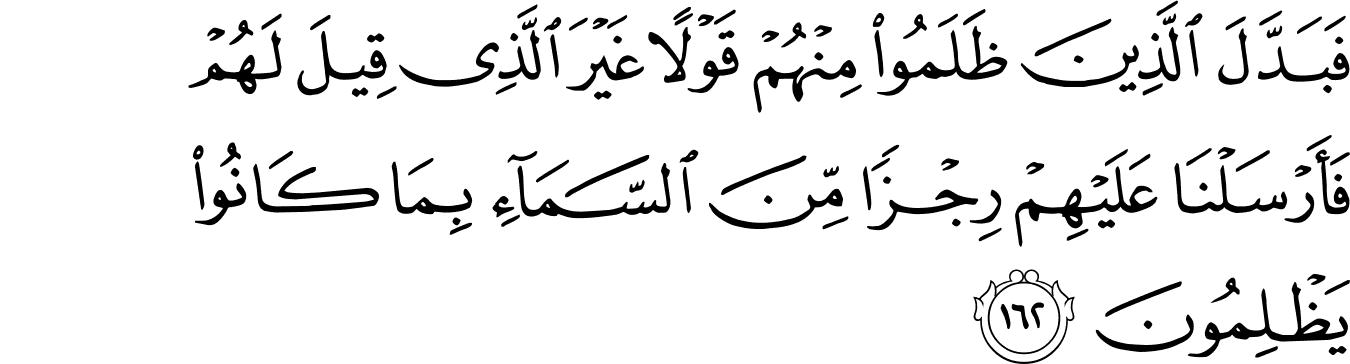 فَبَدَّلَ ٱلَّذِينَ ظَلَمُوا۟ مِنْهُمْ قَوْلًا غَيْرَ ٱلَّذِى قِيلَ لَهُمْ
فَأَرْسَلْنَا عَلَيْهِمْ رِجْزًا مِّنَ ٱلسَّمَآءِ بِمَا كَانُوا۟
يَظْلِمُونَ ١٦٢